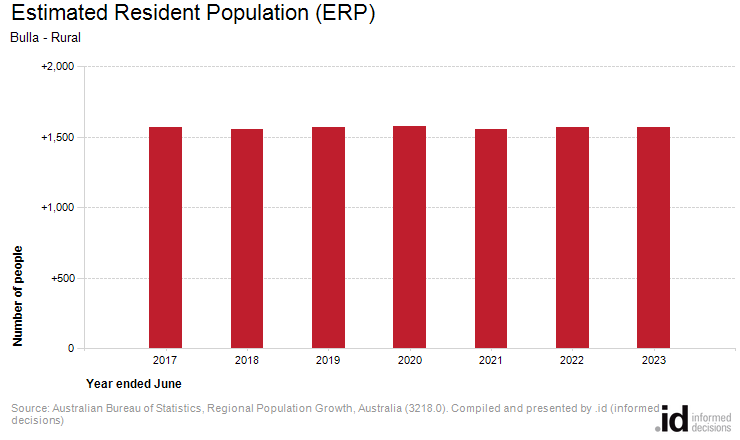 Estimated Resident Population (ERP)
Bulla - Rural
+2,000
+1,500
+1,000
+500
0
Number of people
2017 2018 2019 2020 2021 2022 2023
Year ended June
Source: Australian Bureau of Statistics, Regional Population Growth, Australia (3218.0). Compiled and presented by .id (informed
decisions)
.id informed
decisions